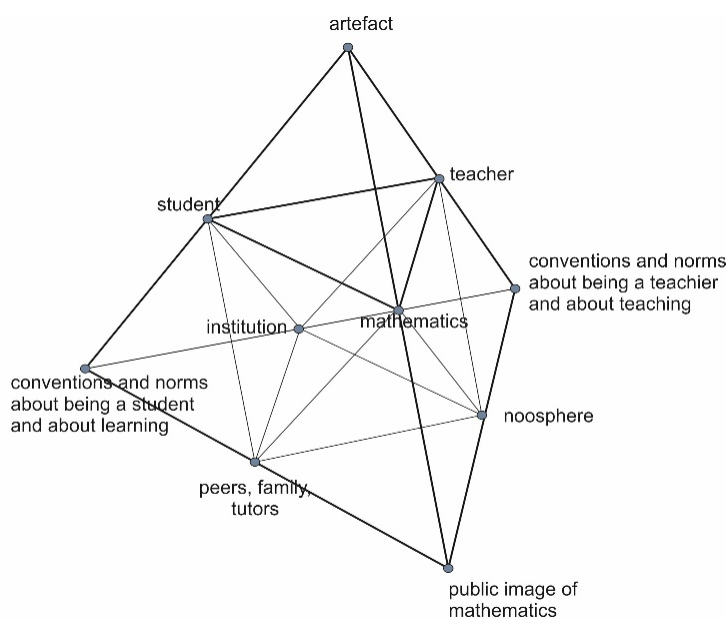 artefact
teacher
student
conventions and norms
about being a teachier
and about teaching
institution
mathematics
conventions and norms
about being a student
and about learning
noosphere
peers, family,
tutors
public image of
mathematics